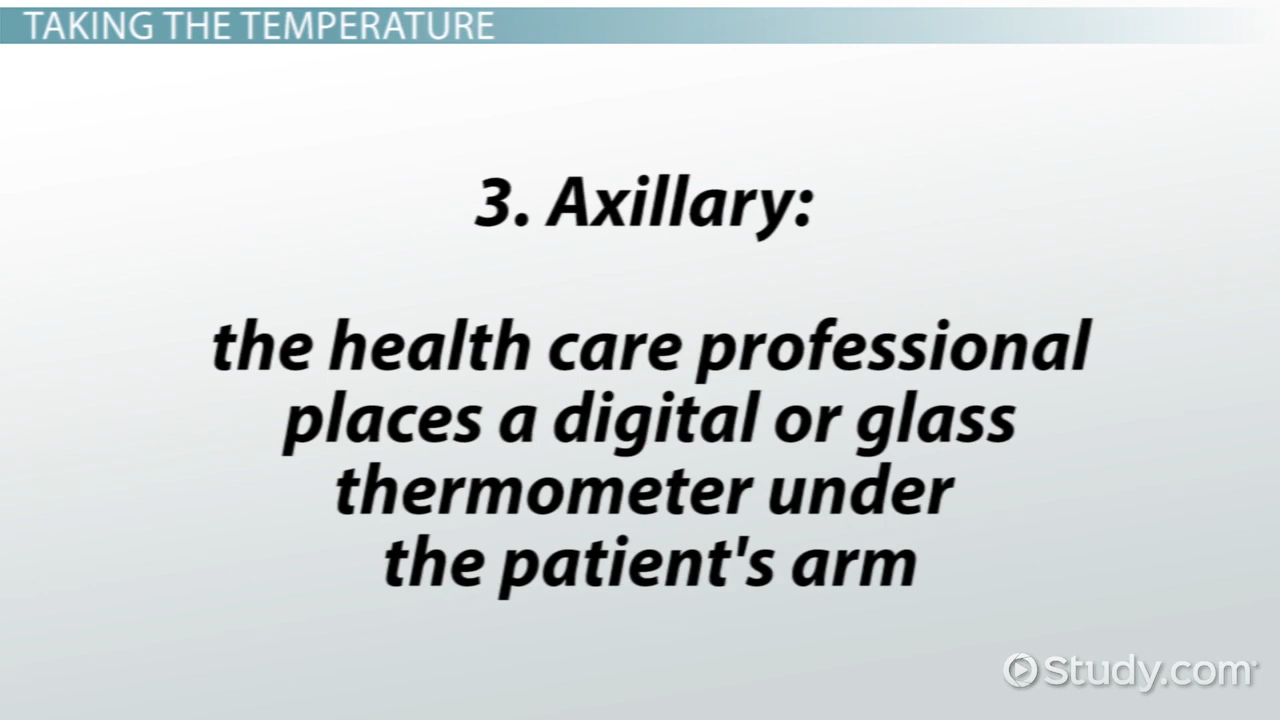 TAKING THE TEMPERATURE
3. Axillary:
the health care professional
places a digital or glass
thermometer under
the patient's arm
Study.com